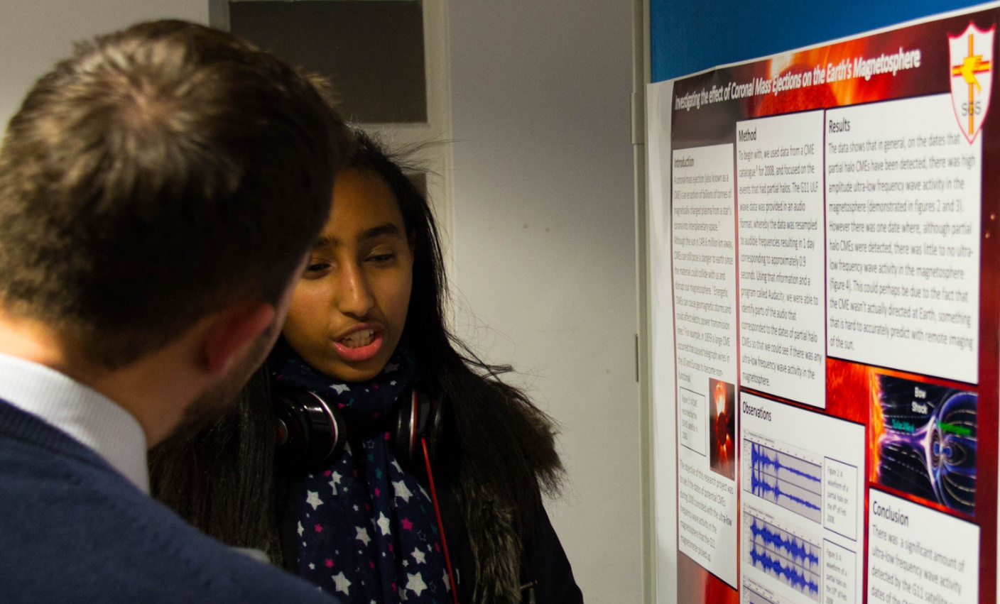 Investigating the effect of Coronal Mass Ejections on the Earth's Magnetosphere
SGS
Introduction
A coronal mass ejection (also known as a
CME) is an eruption of billions of tonnes of
magnetically charged plasma from a star's
corona into interplanetary space.
Although the sun is 149.6 million km away,
CMEs can still pose a danger to earth since
the material could collide with us and
disrupt our magnetosphere. Energetic
CMEs can cause geomagnetic storms and
could affect electric power transmission
lines. For example, in 1859 a large CME
occurred that caused telegraph wires in
the US and Europe to become non-
functional.
The objective of this research project was
to see if the dates of potential CMEs
during 2008 coincided with the ultra-low
frequency wave activity in the
magnetosphere that the G11
magnetometer picked up.
Method
To begin with, we used data from a CME
catalogue for 2008, and focused on the
events that had partial halos. The G11 ULF
wave data was provided in an audio
format, whereby the data was resampled
to audible frequencies resulting in 1 day
corresponding to approximately 0.9
seconds. Using that information and a
program called Audacity, we were able to
identify parts of the audio that
corresponded to the dates of partial halo
CMEs so that we could see if there was any
ultra-low frequency wave activity in the
magnetosphere.
Observations
Figure 2: A
waveform of a
partial halo on
the 4th of Feb
2008
Figure 3: A
waveform of a
partial halo on
of Feb
2008
Results
The data shows that in general, on the dates that
partial halo CMEs have been detected, there was high
amplitude ultra-low frequency wave activity in the
magnetosphere (demonstrated in figures 2 and 3).
However there was one date where, although partial
halo CMEs were detected, there was little to no ultra-
low frequency wave activity in the magnetosphere
(figure 4). This could perhaps be due to the fact that
the CME wasn't actually directed at Earth, something
that is hard to accurately predict with remote imaging
of the sun.
Bow
Shock
Solar Wind
Conclusion
There was a significant amount of
ultra-low frequency wave activity
detected by the G11 satellite
dates of the